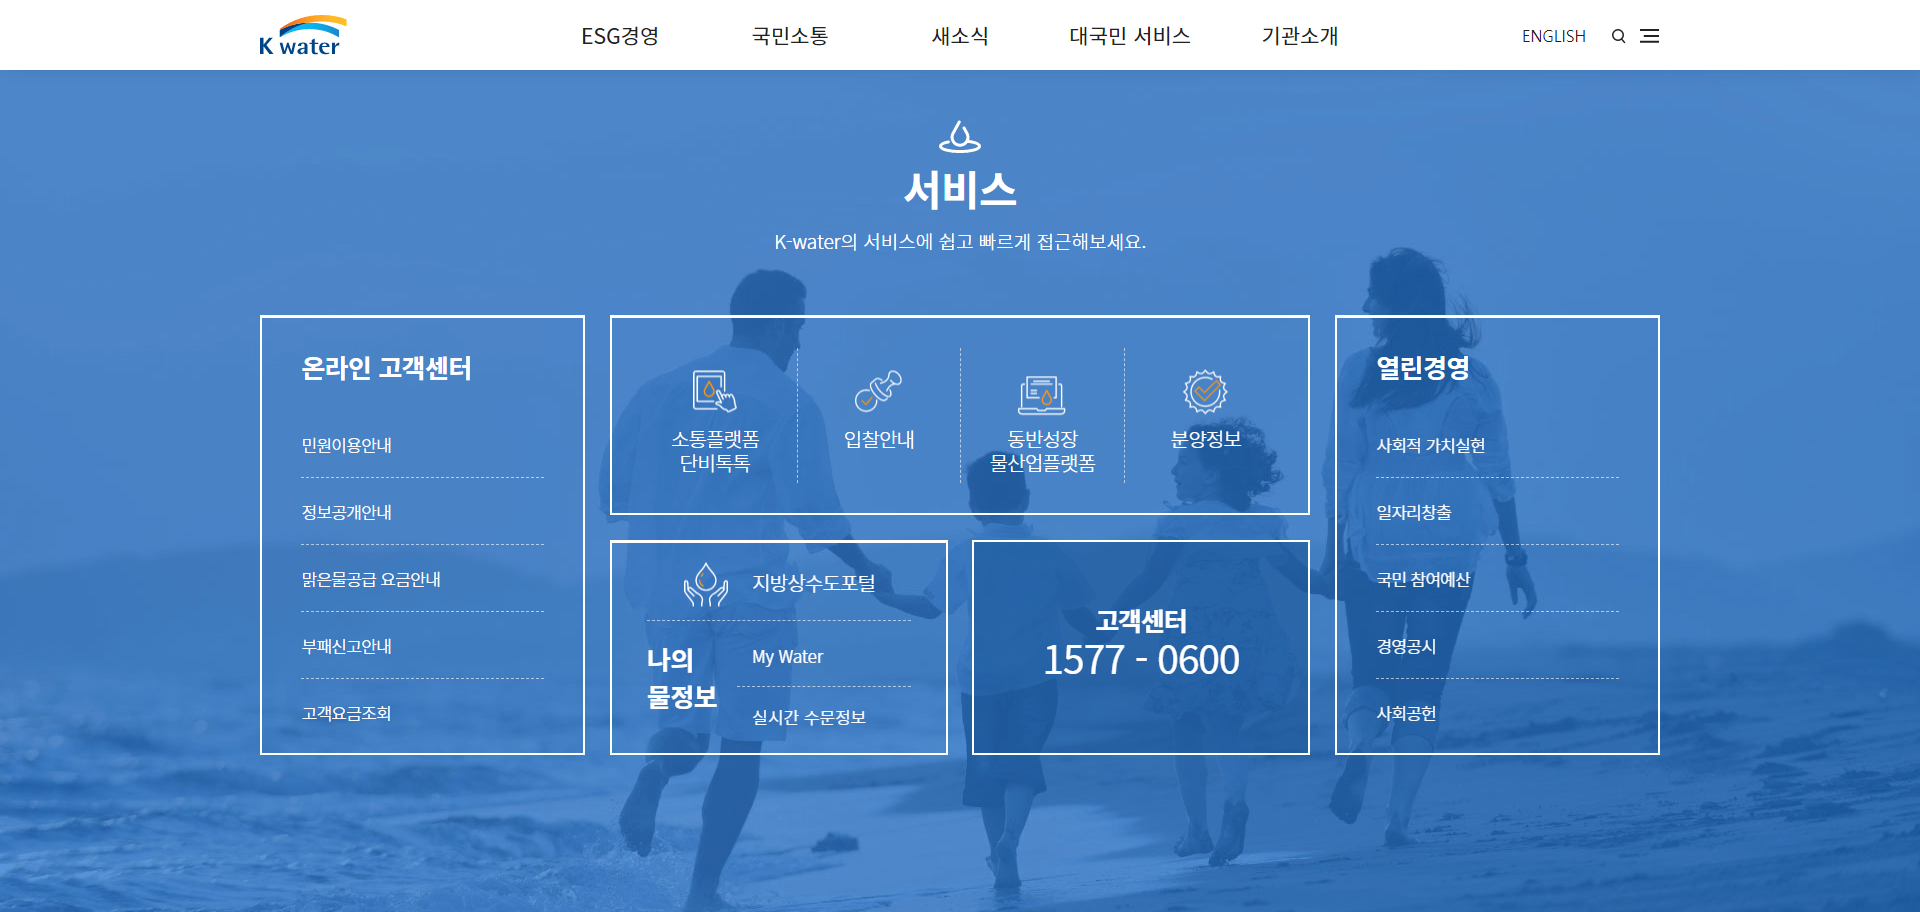 K water
ESG경영
국민소통
새소식
대국민 서비스
기관소개
ENGLISH
서비스
K-water의 서비스에 쉽고 빠르게 접근해보세요.
온라인 고객센터
민원이용안내
정보공개안내
맑은물공급 요금안내
부패신고안내
고객요금조회
소통플랫폼
단비톡톡
입찰안내
동반성장
물산업플랫폼
분양정보
나의
물정보
지방상수도포털
My Water
실시간 수문정보
고객센터
1577 - 0600
열린경영
사회적 가치실현
일자리창출
국민 참여예산
경영공시
사회공헌